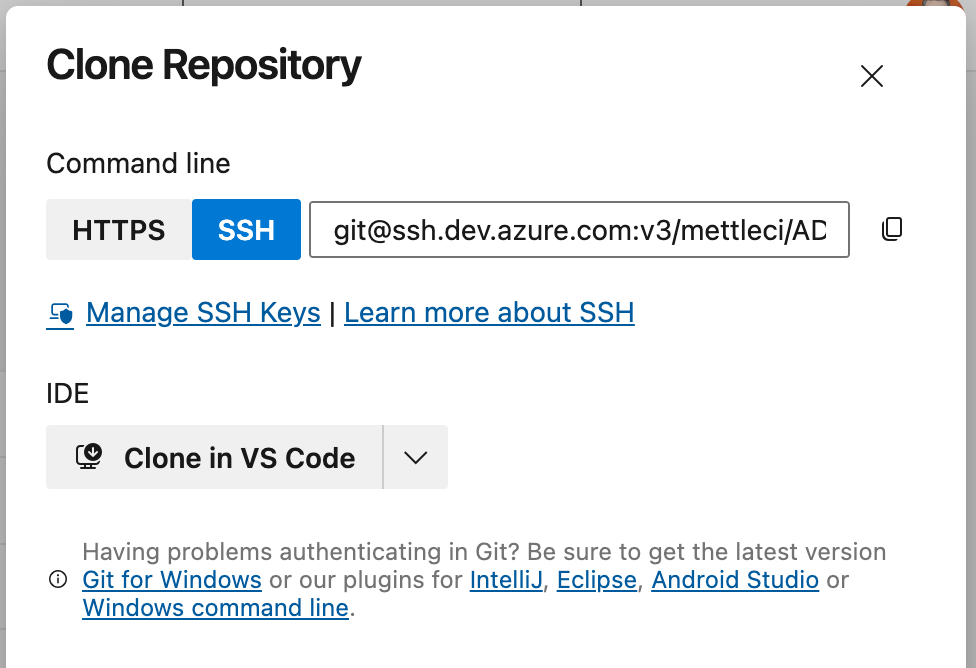 Clone Repository
Command line
HTTPS SSH git@ssh.dev.azure.com:v3/mettleci/AD
Manage SSH Keys | Learn more about SSH
IDE
Clone in VS Code
Having problems authenticating in Git? Be sure to get the latest version
Git for Windows or our plugins for IntelliJ, Eclipse, Android Studio or
Windows command line.